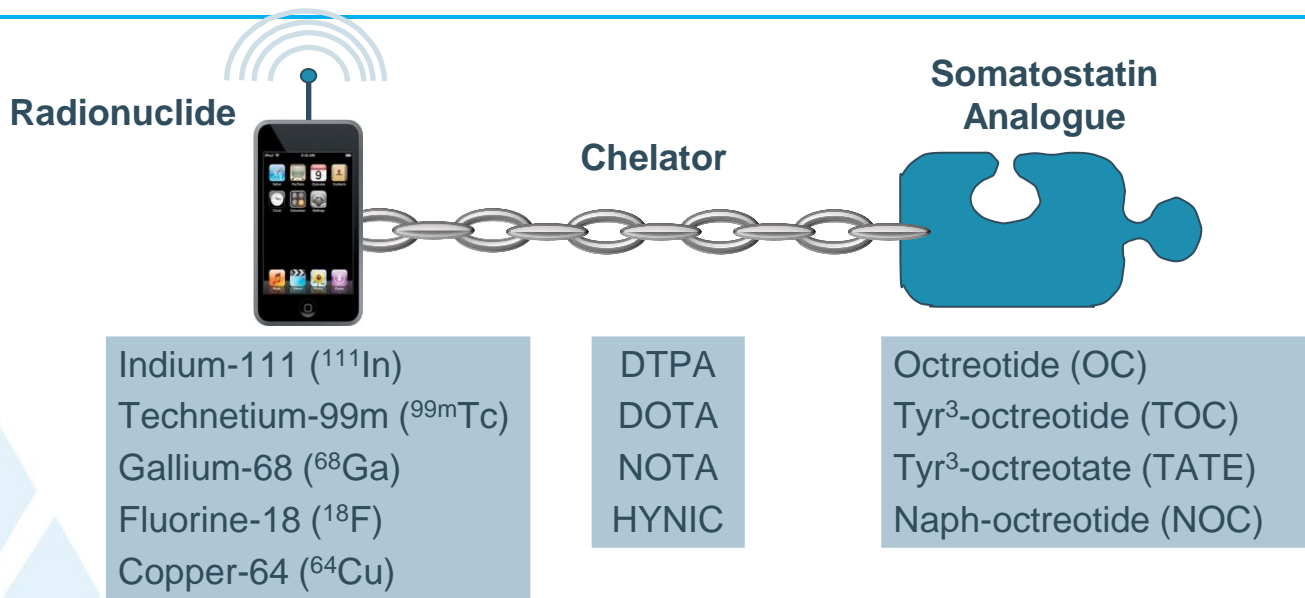 Radionuclide
Chelator
Somatostatin
Analogue
Indium-111 (¹¹¹In)
Technetium-99m (⁹⁹ᵐTc)
Gallium-68 (⁶⁸Ga)
Fluorine-18 (¹⁸F)
Copper-64 (⁶⁴Cu)
DTPA
DOTA
NOTA
HYNIC
Octreotide (OC)
Tyr³-octreotide (TOC)
Tyr³-octreotate (TATE)
Naph-octreotide (NOC)